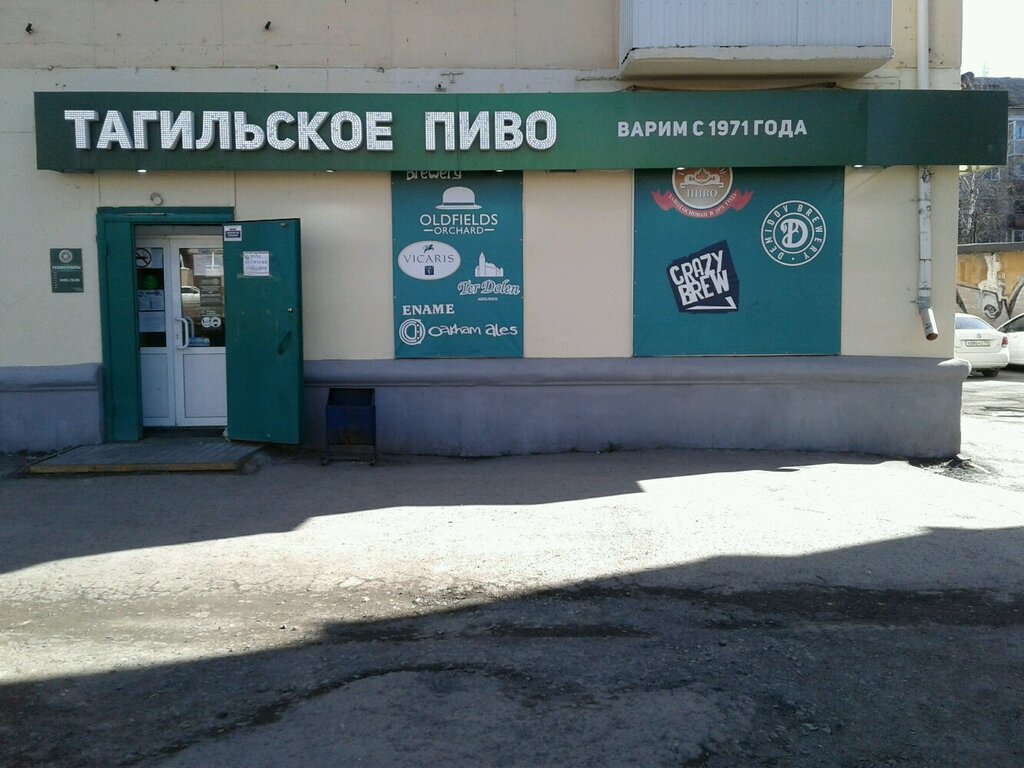 ТАГИЛЬСКОЕ ПИВО
ВАРИМ С 1971 ГОДА
Brewery
OLDFIELDS
ORCHARD
VICARIS
Ter Dolen
ENAME
Oakham ales
ПИВО
CRAZY
BREW
DEMIDOV BREWERY
D